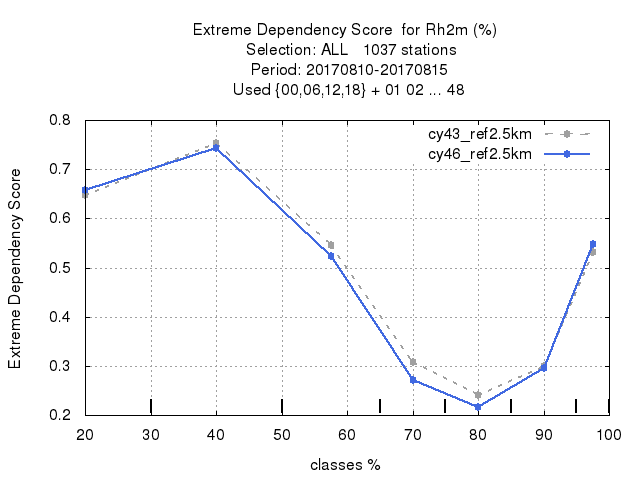 Extreme Dependency Score  for Rh2m (%)
Selection: ALL   1037 stations
Period: 20170810-20170815
Used {00,06,12,18} + 01 02 ... 48
cy43_ref2.5km
cy46_ref2.5km
Extreme Dependency Score
0.8
0.7
0.6
0.5
0.4
0.3
0.2
20 30 40 50 60 70 80 90 100
classes %